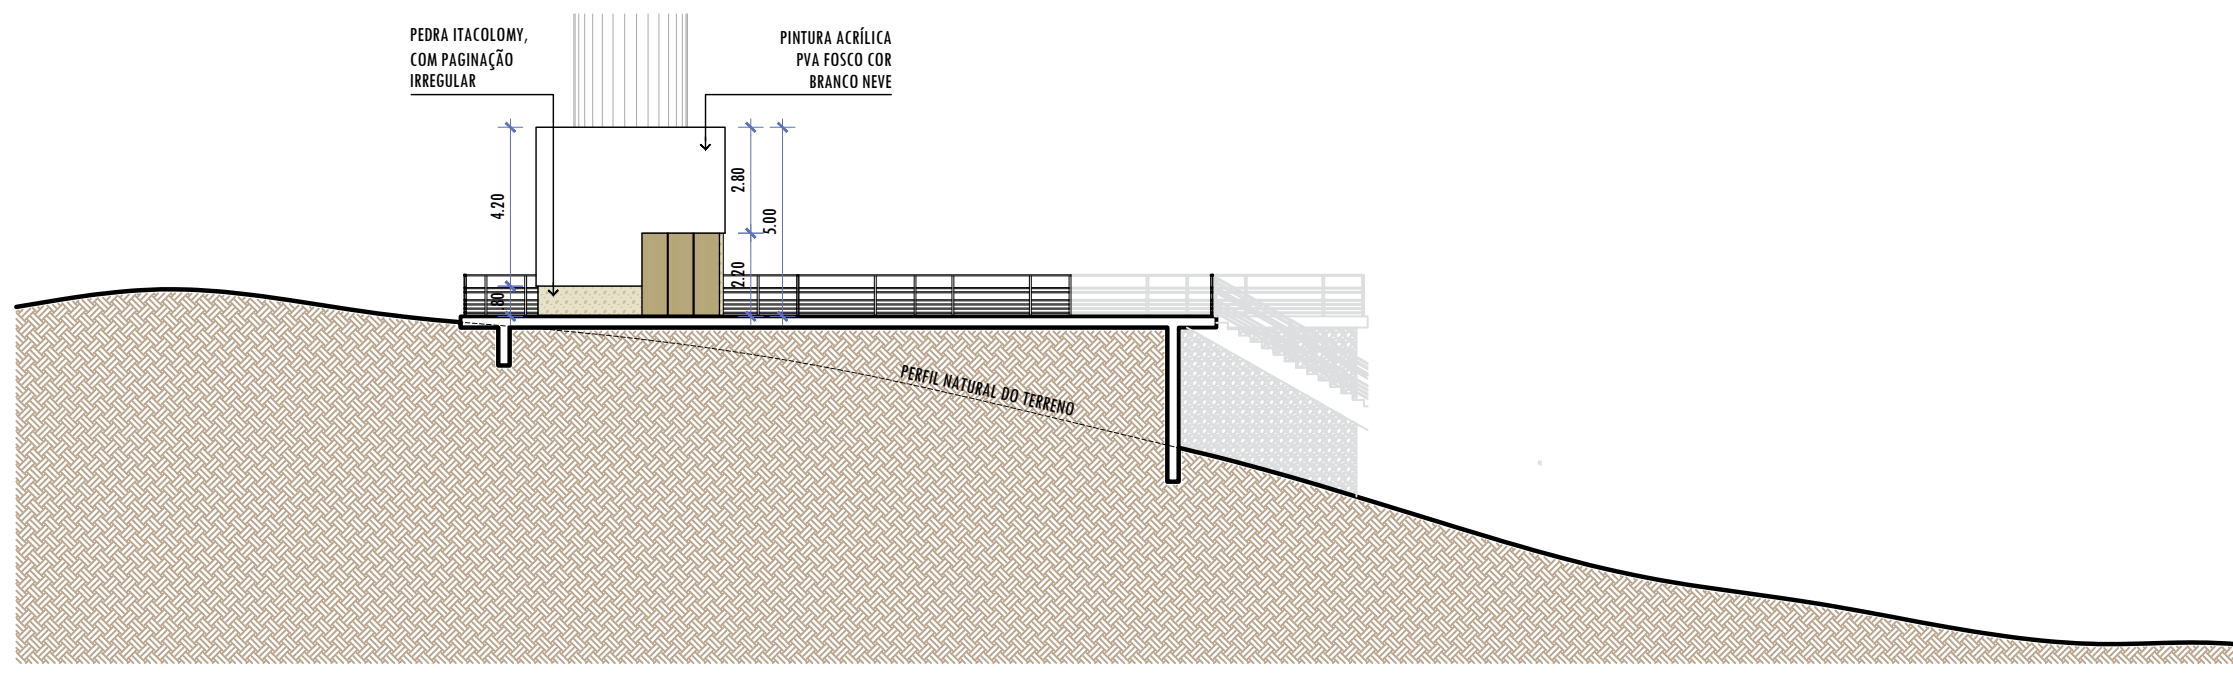 PEDRA ITACOLOMY,
COM PAGINAÇÃO
IRREGULAR
PINTURA ACRÍLICA
PVA FOSCO COR
BRANCO NEVE
4.20
.80
2.80
5.00
2.20
PERFIL NATURAL DO TERRENO